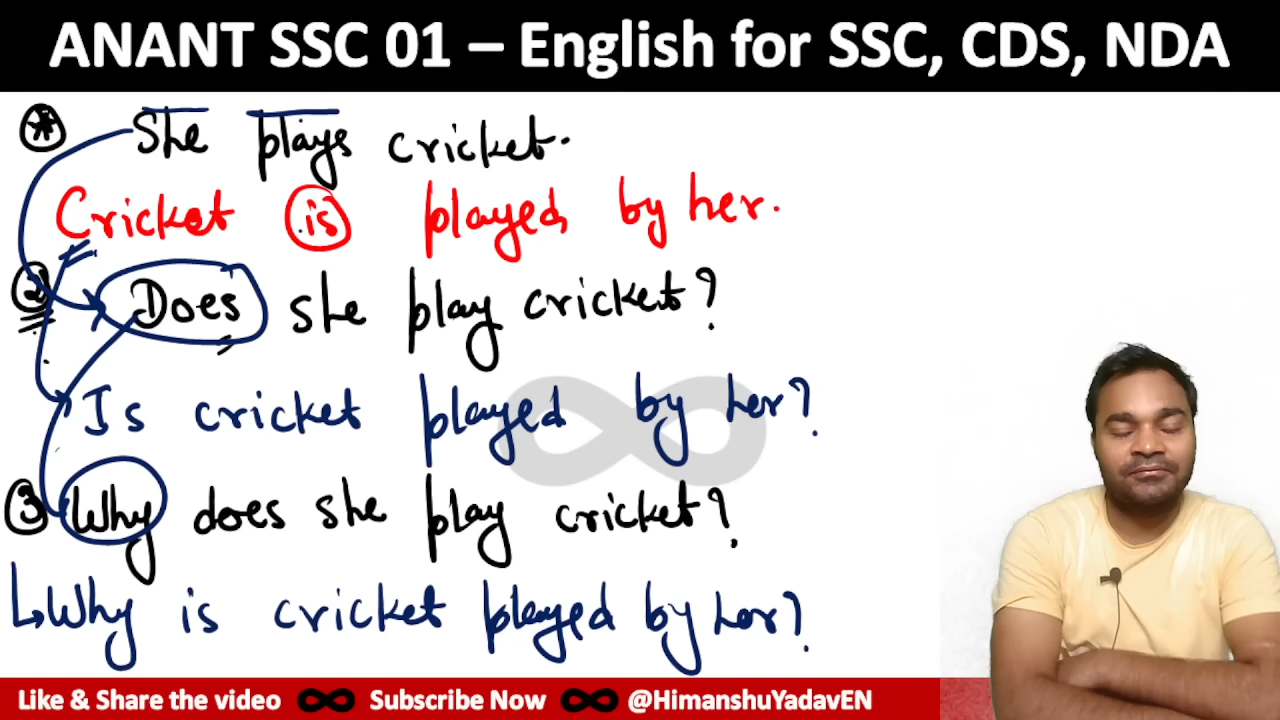 ANANT SSC 01 – English for SSC, CDS, NDA
* She plays cricket.
Cricket is played by her.
2 Does she play cricket?
Is cricket played by her?
3 Why does she play cricket?
↳ Why is cricket played by her?
Like & Share the video Subscribe Now @HimanshuYadavEN